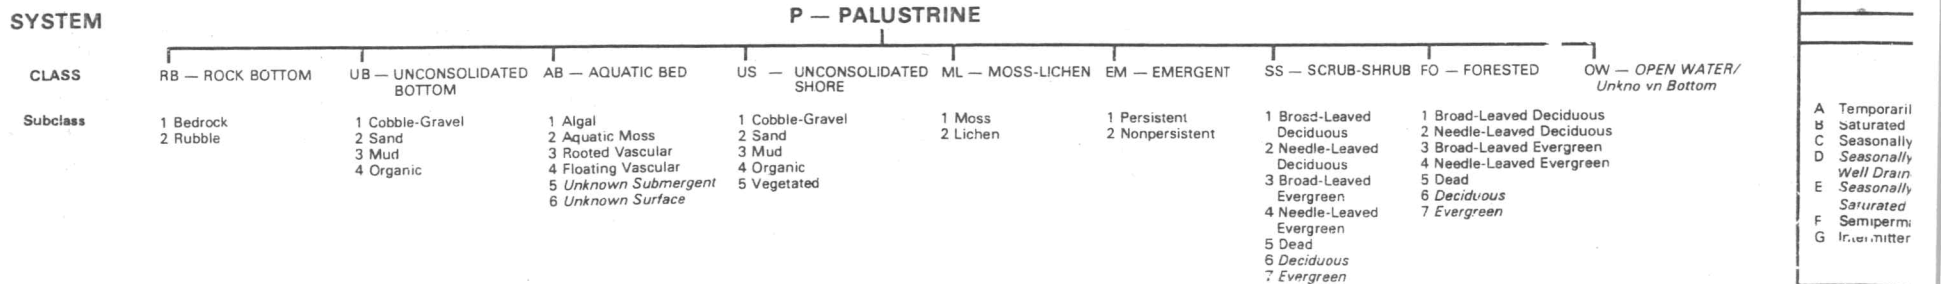 SYSTEM
P — PALUSTRINE
CLASS
RB — ROCK BOTTOM
UB — UNCONSOLIDATED
BOTTOM
AB — AQUATIC BED
US — UNCONSOLIDATED
SHORE
ML — MOSS-LICHEN
EM — EMERGENT
SS — SCRUB-SHRUB
FO — FORESTED
OW — OPEN WATER/
Unkno vn Bottom
Subclass
1 Bedrock
2 Rubble
1 Cobble-Gravel
2 Sand
3 Mud
4 Organic
1 Algal
2 Aquatic Moss
3 Rooted Vascular
4 Floating Vascular
5 Unknown Submergent
6 Unknown Surface
1 Cobble-Gravel
2 Sand
3 Mud
4 Organic
5 Vegetated
1 Moss
2 Lichen
1 Persistent
2 Nonpersistent
1 Broad-Leaved
Deciduous
2 Needle-Leaved
Deciduous
3 Broad-Leaved
Evergreen
4 Needle-Leaved
Evergreen
5 Dead
6 Deciduous
7 Evergreen
1 Broad-Leaved Deciduous
2 Needle-Leaved Deciduous
3 Broad-Leaved Evergreen
4 Needle-Leaved Evergreen
5 Dead
6 Deciduous
7 Evergreen
A Temporaril
B Saturated
C Seasonally
D Seasonally
Well Drain
E Seasonally
Saturated
F Semiperm
G